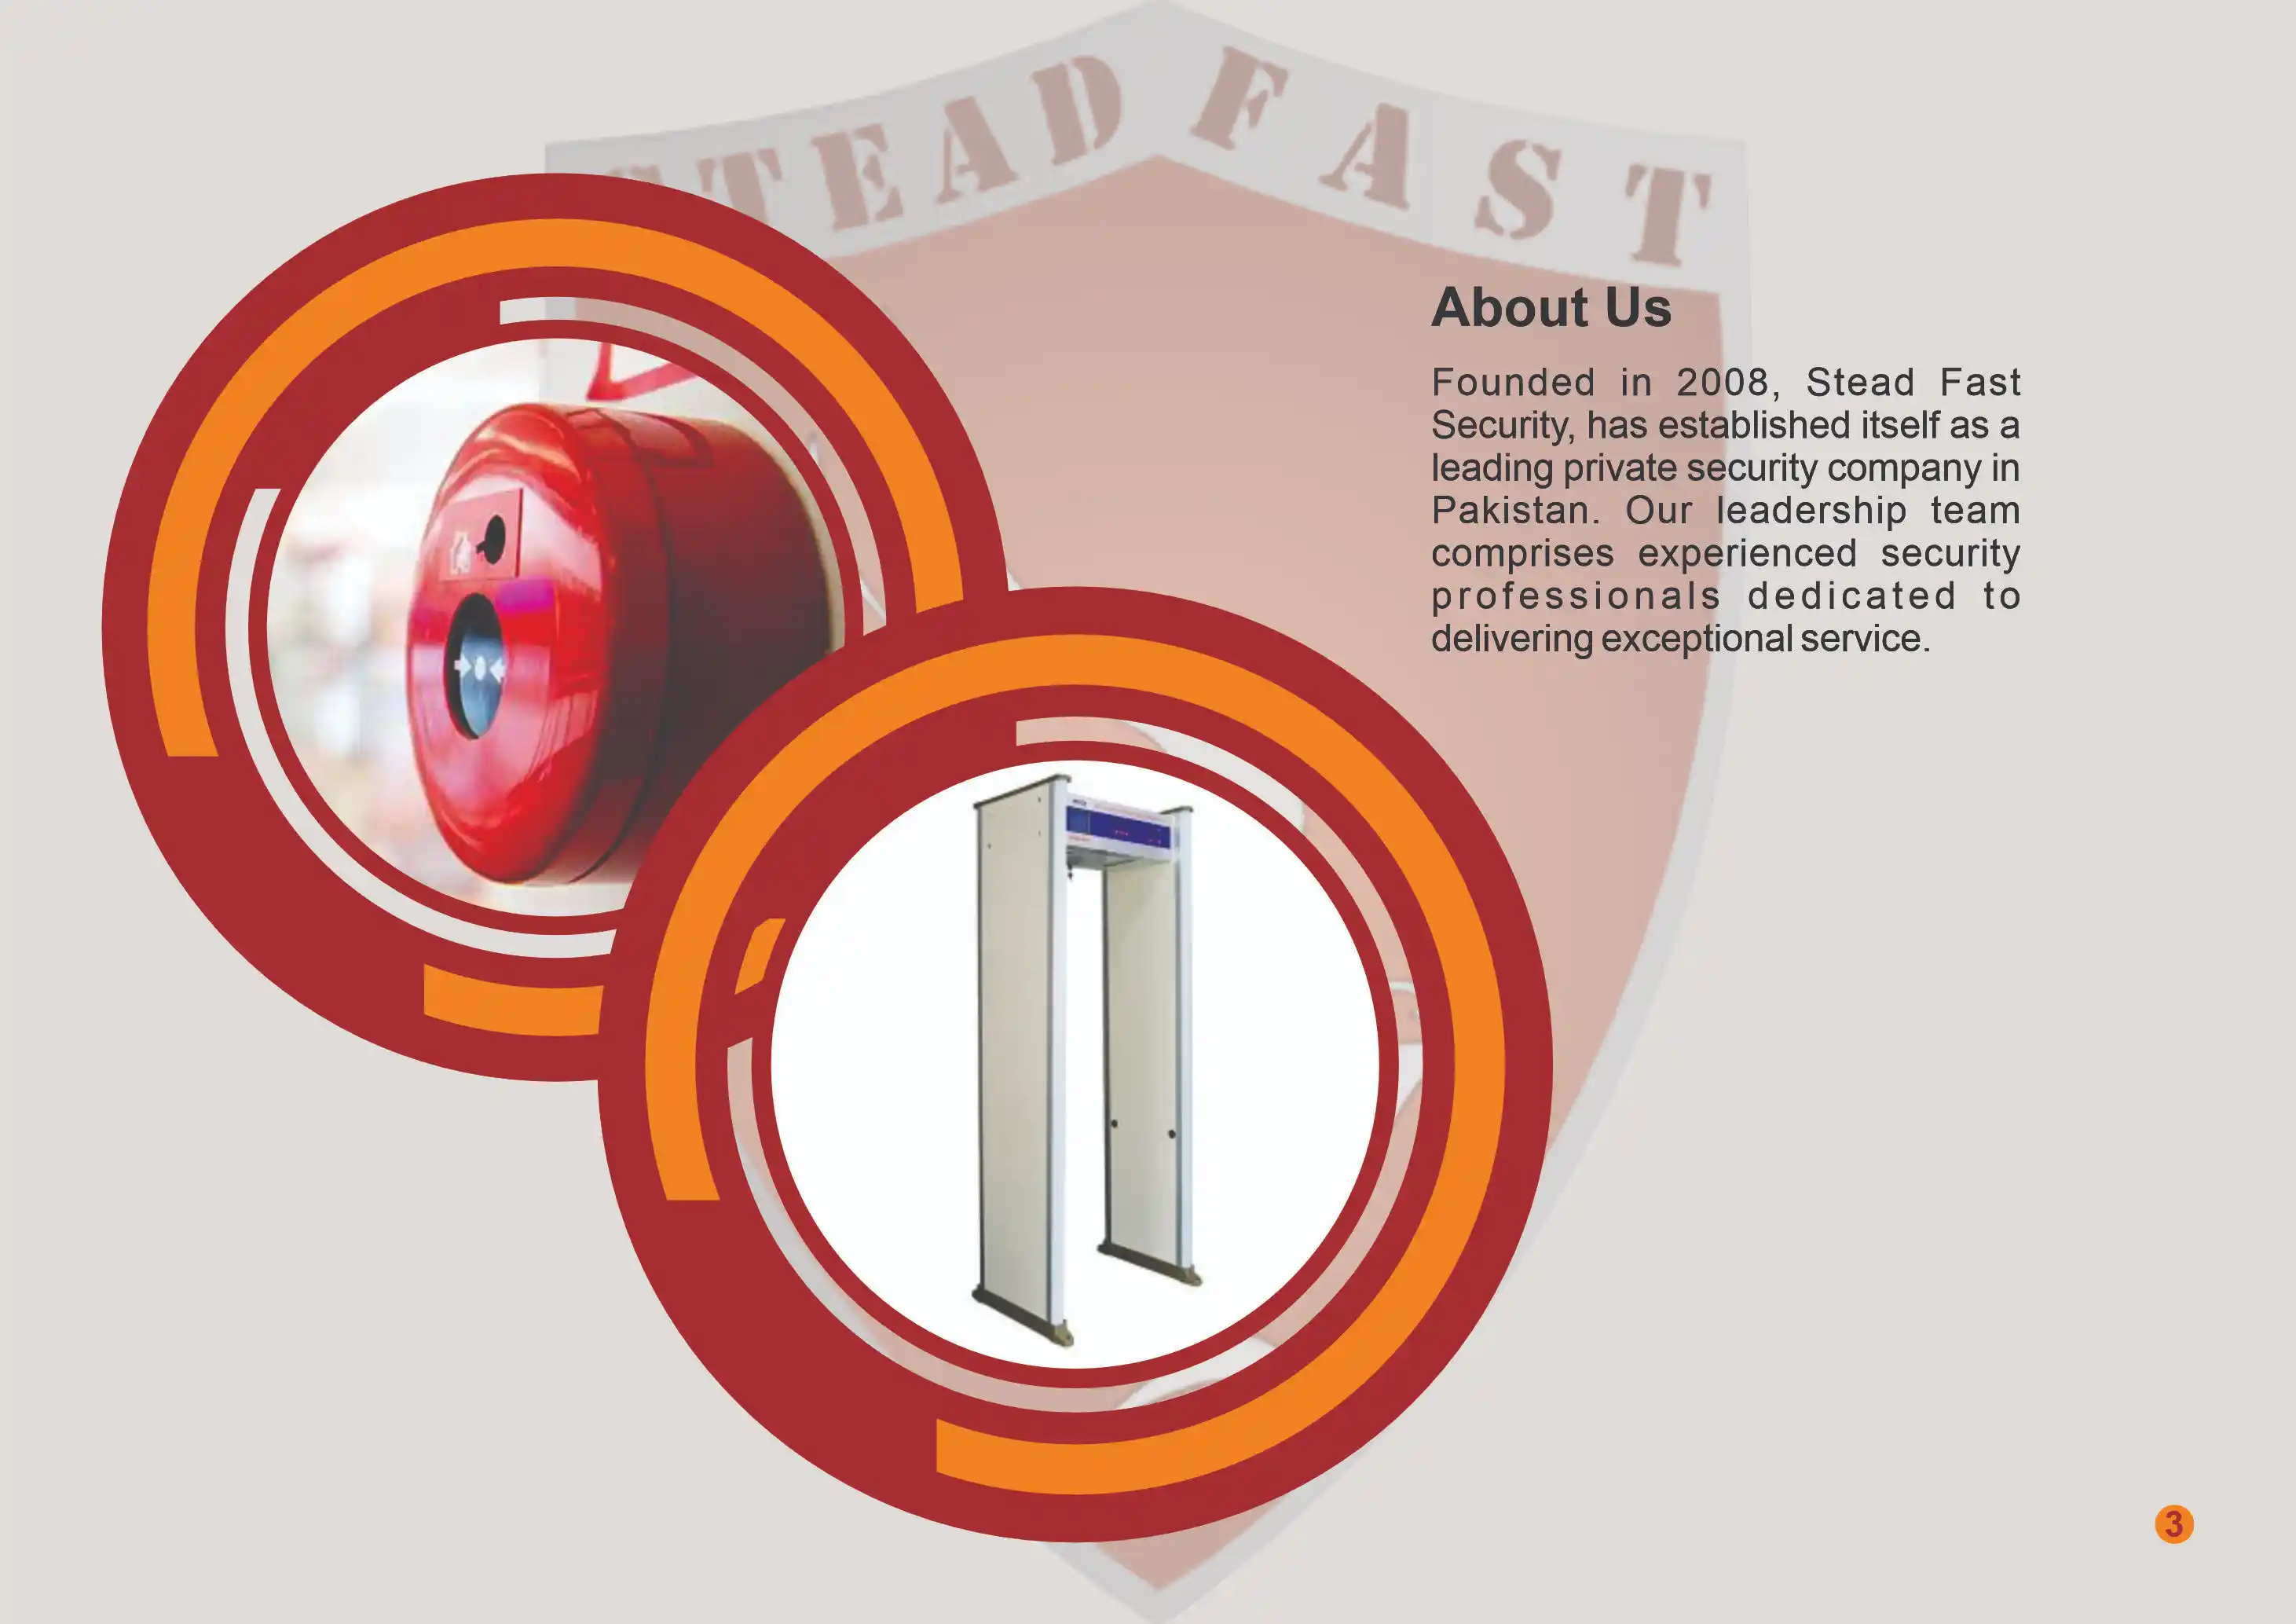 STEAD FAST
About Us
Founded in 2008, Stead Fast
Security, has established itself as a
leading private security company in
Pakistan. Our leadership team
comprises experienced security
professionals dedicated to
delivering exceptional service.
3